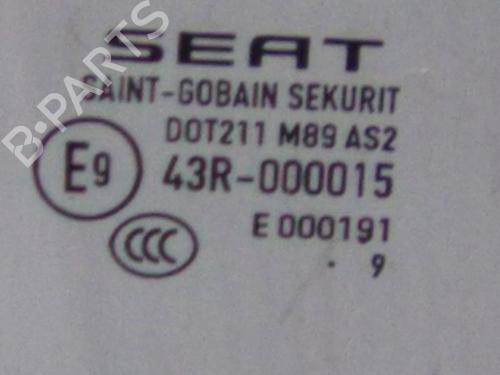 SEAT
SAINT-GOBAIN SEKURIT
DOT211 M89 AS2
E9 43R-000015
CCC E 000191
. 9
B-PARTS